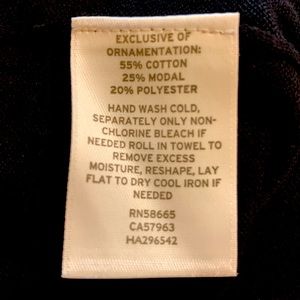 EXCLUSIVE OF
ORNAMENTATION:
55% COTTON
25% MODAL
20% POLYESTER
HAND WASH COLD,
SEPARATELY ONLY NON-
CHLORINE BLEACH IF
NEEDED ROLL IN TOWEL TO
REMOVE EXCESS
MOISTURE, RESHAPE, LAY
FLAT TO DRY COOL IRON IF
NEEDED
RN58665
CA57963
HA296542